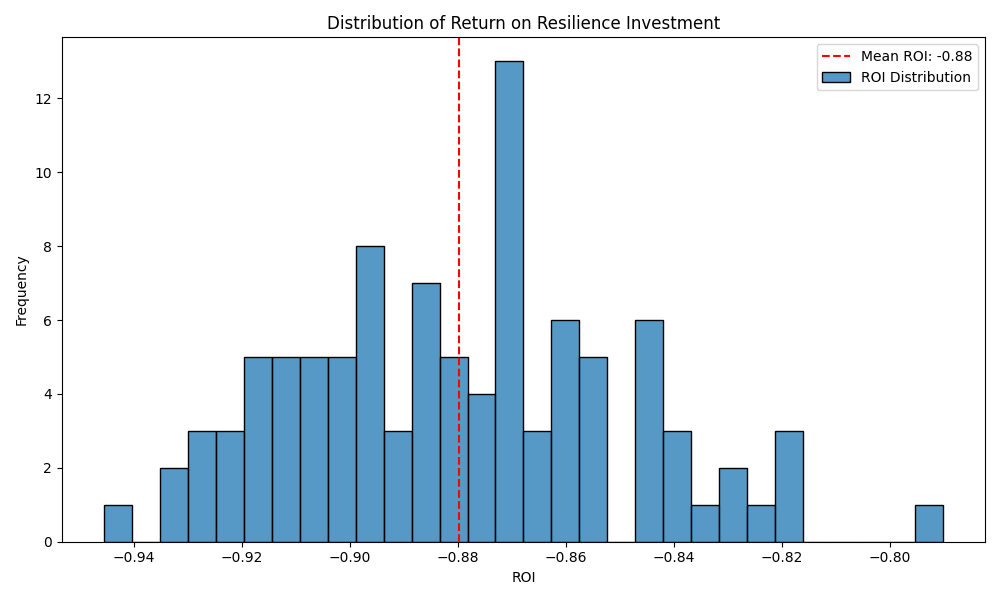 Distribution of Return on Resilience Investment
Mean ROI: -0.88
ROI Distribution
Frequency
12
10
8
6
4
2
0
−0.94 −0.92 −0.90 −0.88 −0.86 −0.84 −0.82 −0.80
ROI